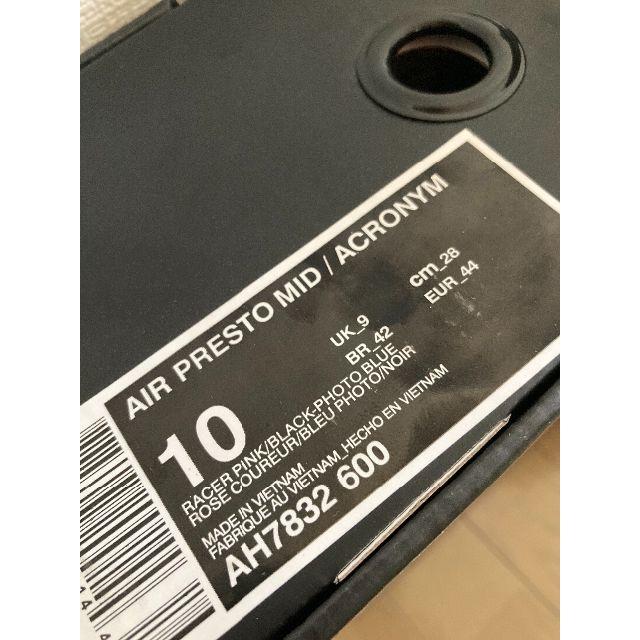 AIR PRESTO MID / ACRONYM
10
UK_9
cm_28
BR_42
EUR_44
RACER PINK/BLACK-PHOTO BLUE
ROSE COUREUR/BLEU PHOTO/NOIR
MADE IN VIETNAM
FABRIQUE AU VIETNAM_HECHO EN VIETNAM
AH7832 600